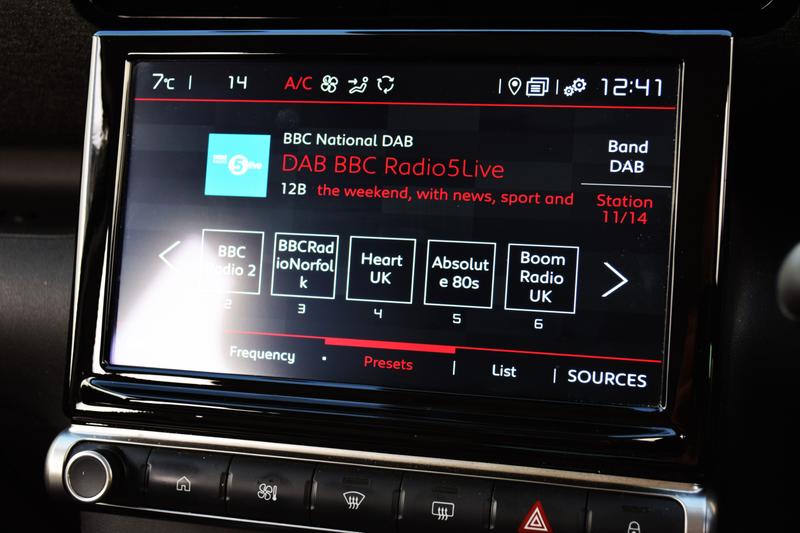 7°C | 14 A/C | | 12:41
BBC National DAB
DAB BBC Radio5Live
12B the weekend, with news, sport and
5 live
Band
DAB
Station
11/14
BBC
Radio 2
2
BBCRad
ioNorfol
k
3
Heart
UK
4
Absolut
e 80s
5
Boom
Radio
UK
6
Frequency Presets | List | SOURCES